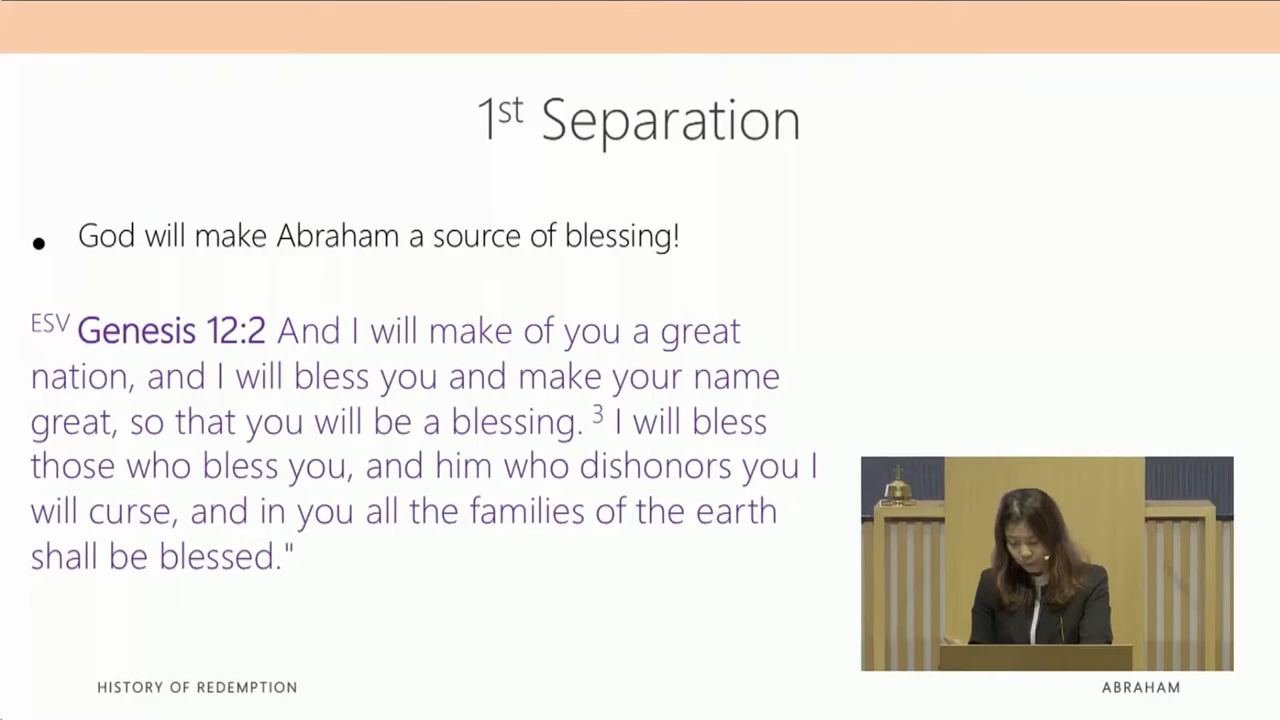 1st Separation
• God will make Abraham a source of blessing!
ESV Genesis 12:2 And I will make of you a great
nation, and I will bless you and make your name
great, so that you will be a blessing. 3 I will bless
those who bless you, and him who dishonors you I
will curse, and in you all the families of the earth
shall be blessed."
HISTORY OF REDEMPTION
ABRAHAM